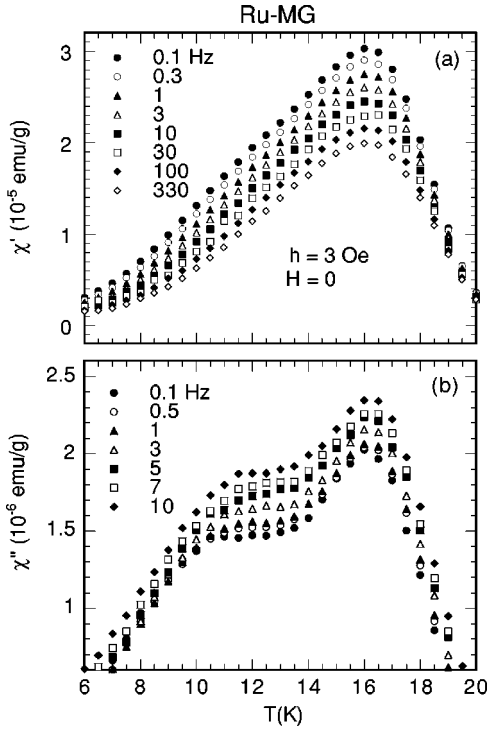 Ru-MG
(a)
0.1 Hz
0.3
1
3
10
30
100
330
h = 3 Oe
H = 0
3
2
1
0
χ' (10⁻⁵ emu/g)
(b)
0.1 Hz
0.5
1
3
5
7
10
2.5
2
1.5
1
χ" (10⁻⁶ emu/g)
6 8 10 12 14 16 18 20
T(K)